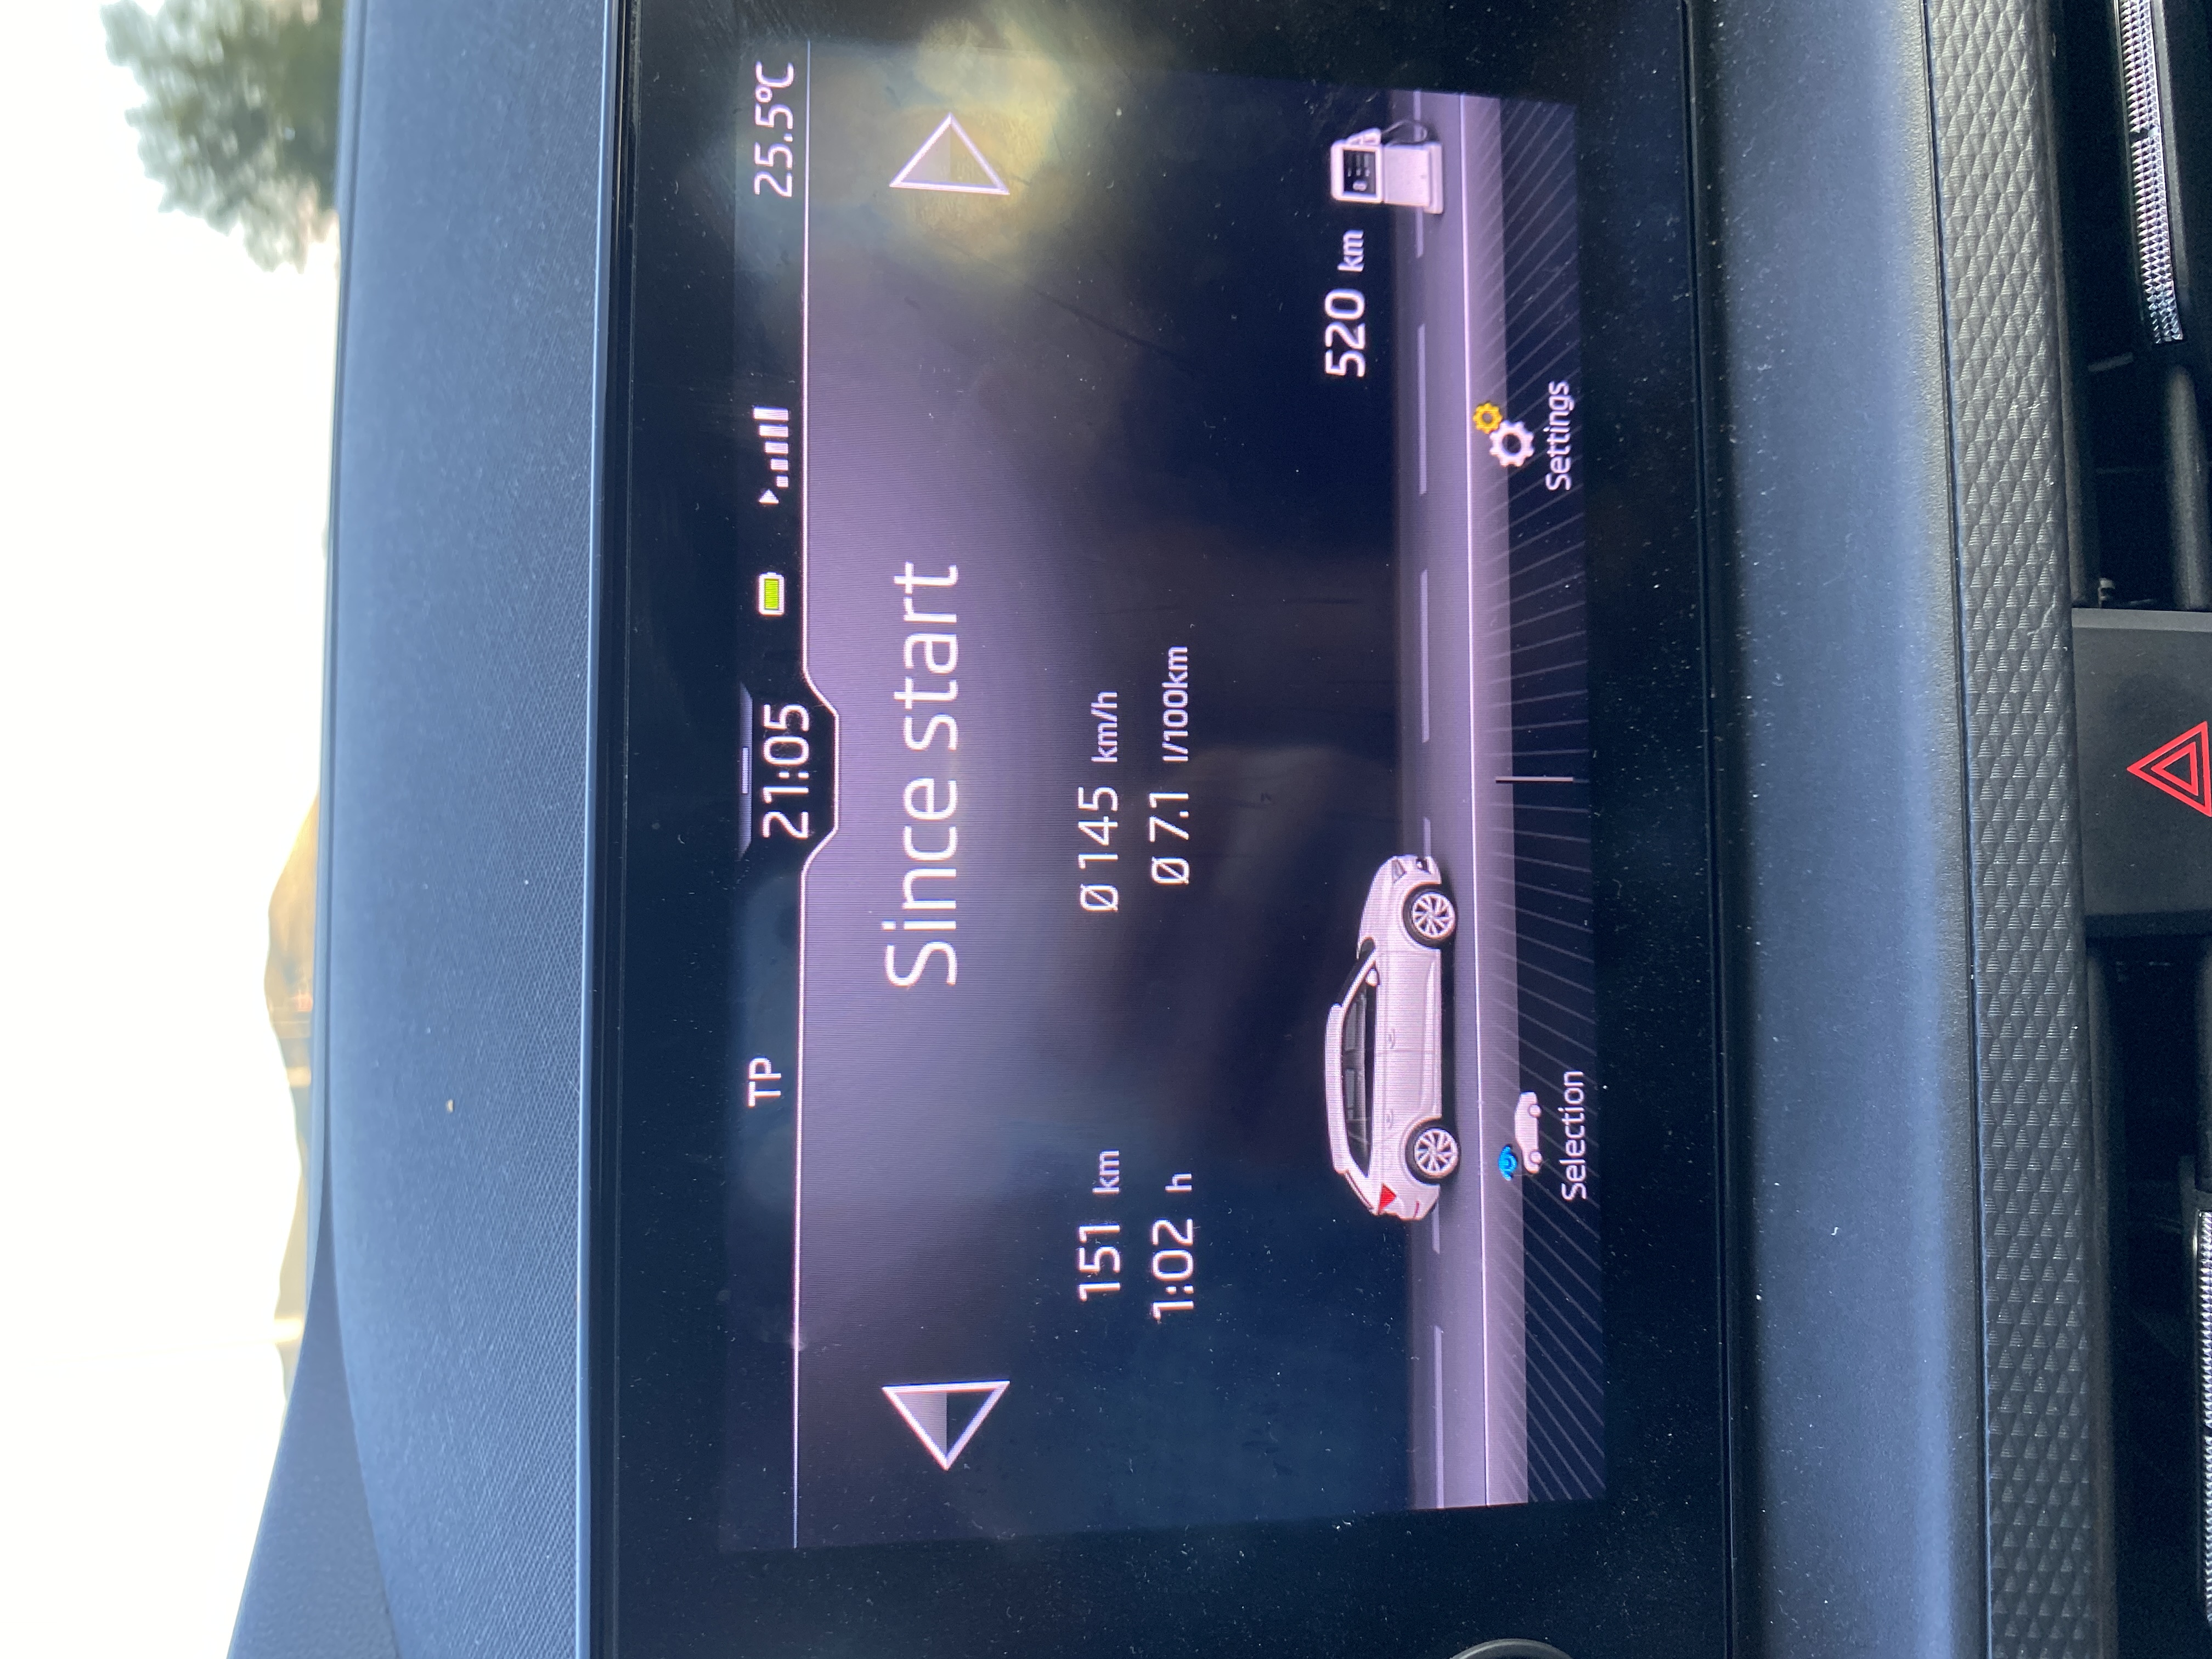 TP 21:05 25.5°C
Since start
151 km Ø 145 km/h
1:02 h Ø 7.1 l/100km
520 km
Selection Settings